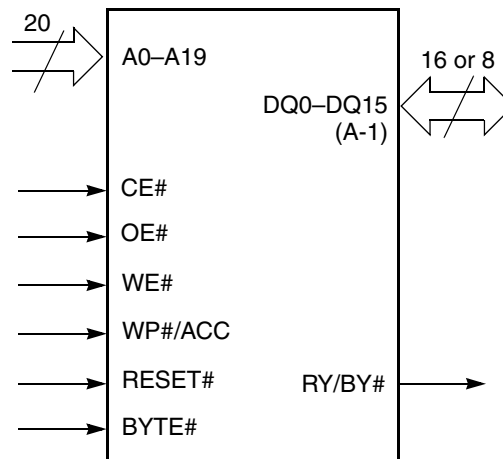 20
A0–A19
16 or 8
DQ0–DQ15
(A-1)
CE#
OE#
WE#
WP#/ACC
RESET#
RY/BY#
BYTE#